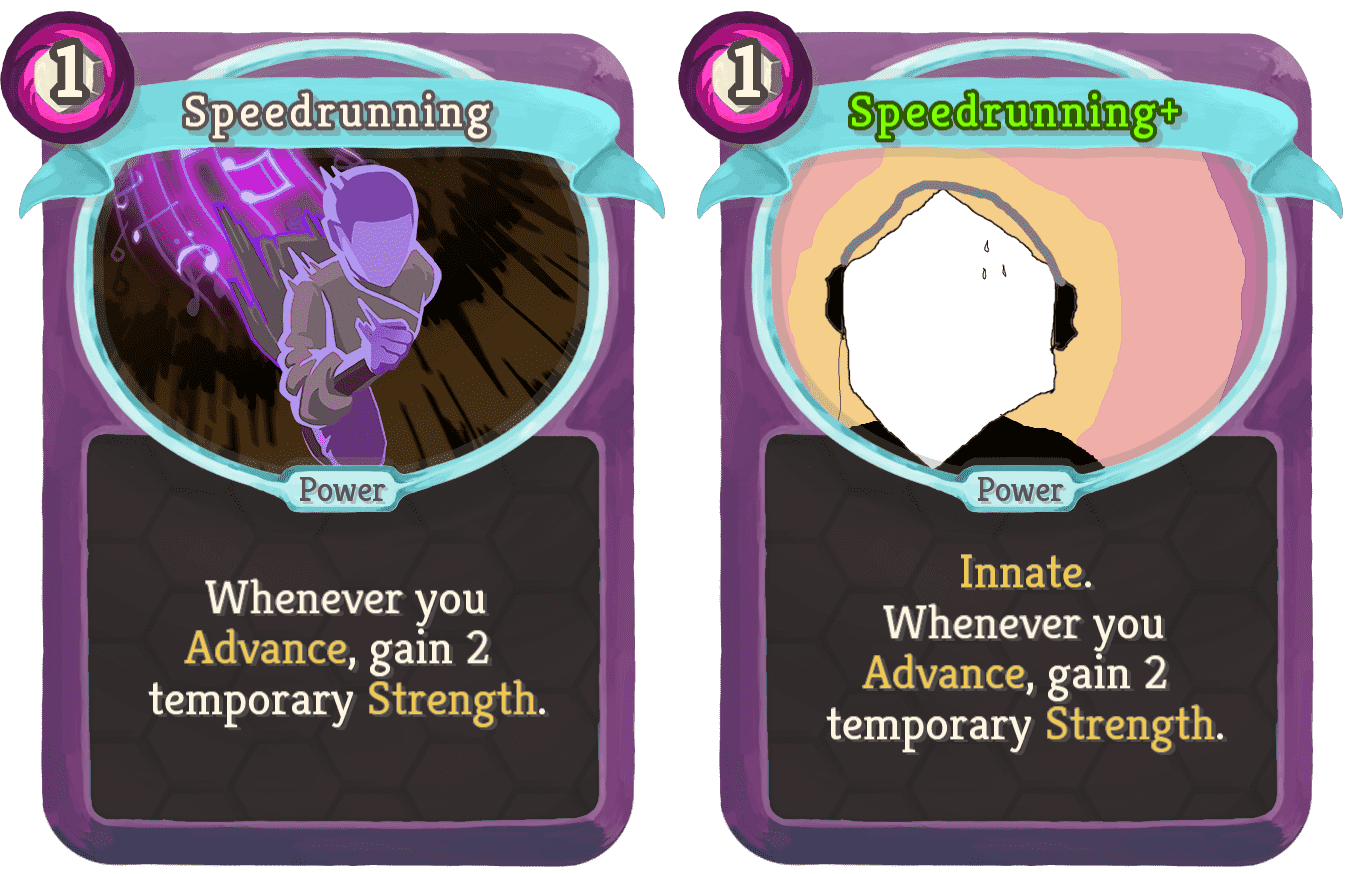 1
Speedrunning
Power
Whenever you
Advance, gain 2
temporary Strength.
1
Speedrunning+
Power
Innate.
Whenever you
Advance, gain 2
temporary Strength.